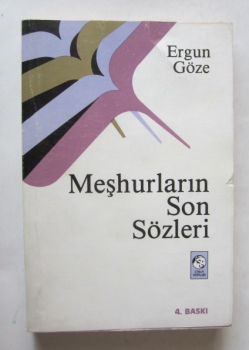 Ergun
Göze
Meşhurların
Son
Sözleri
4. BASKI